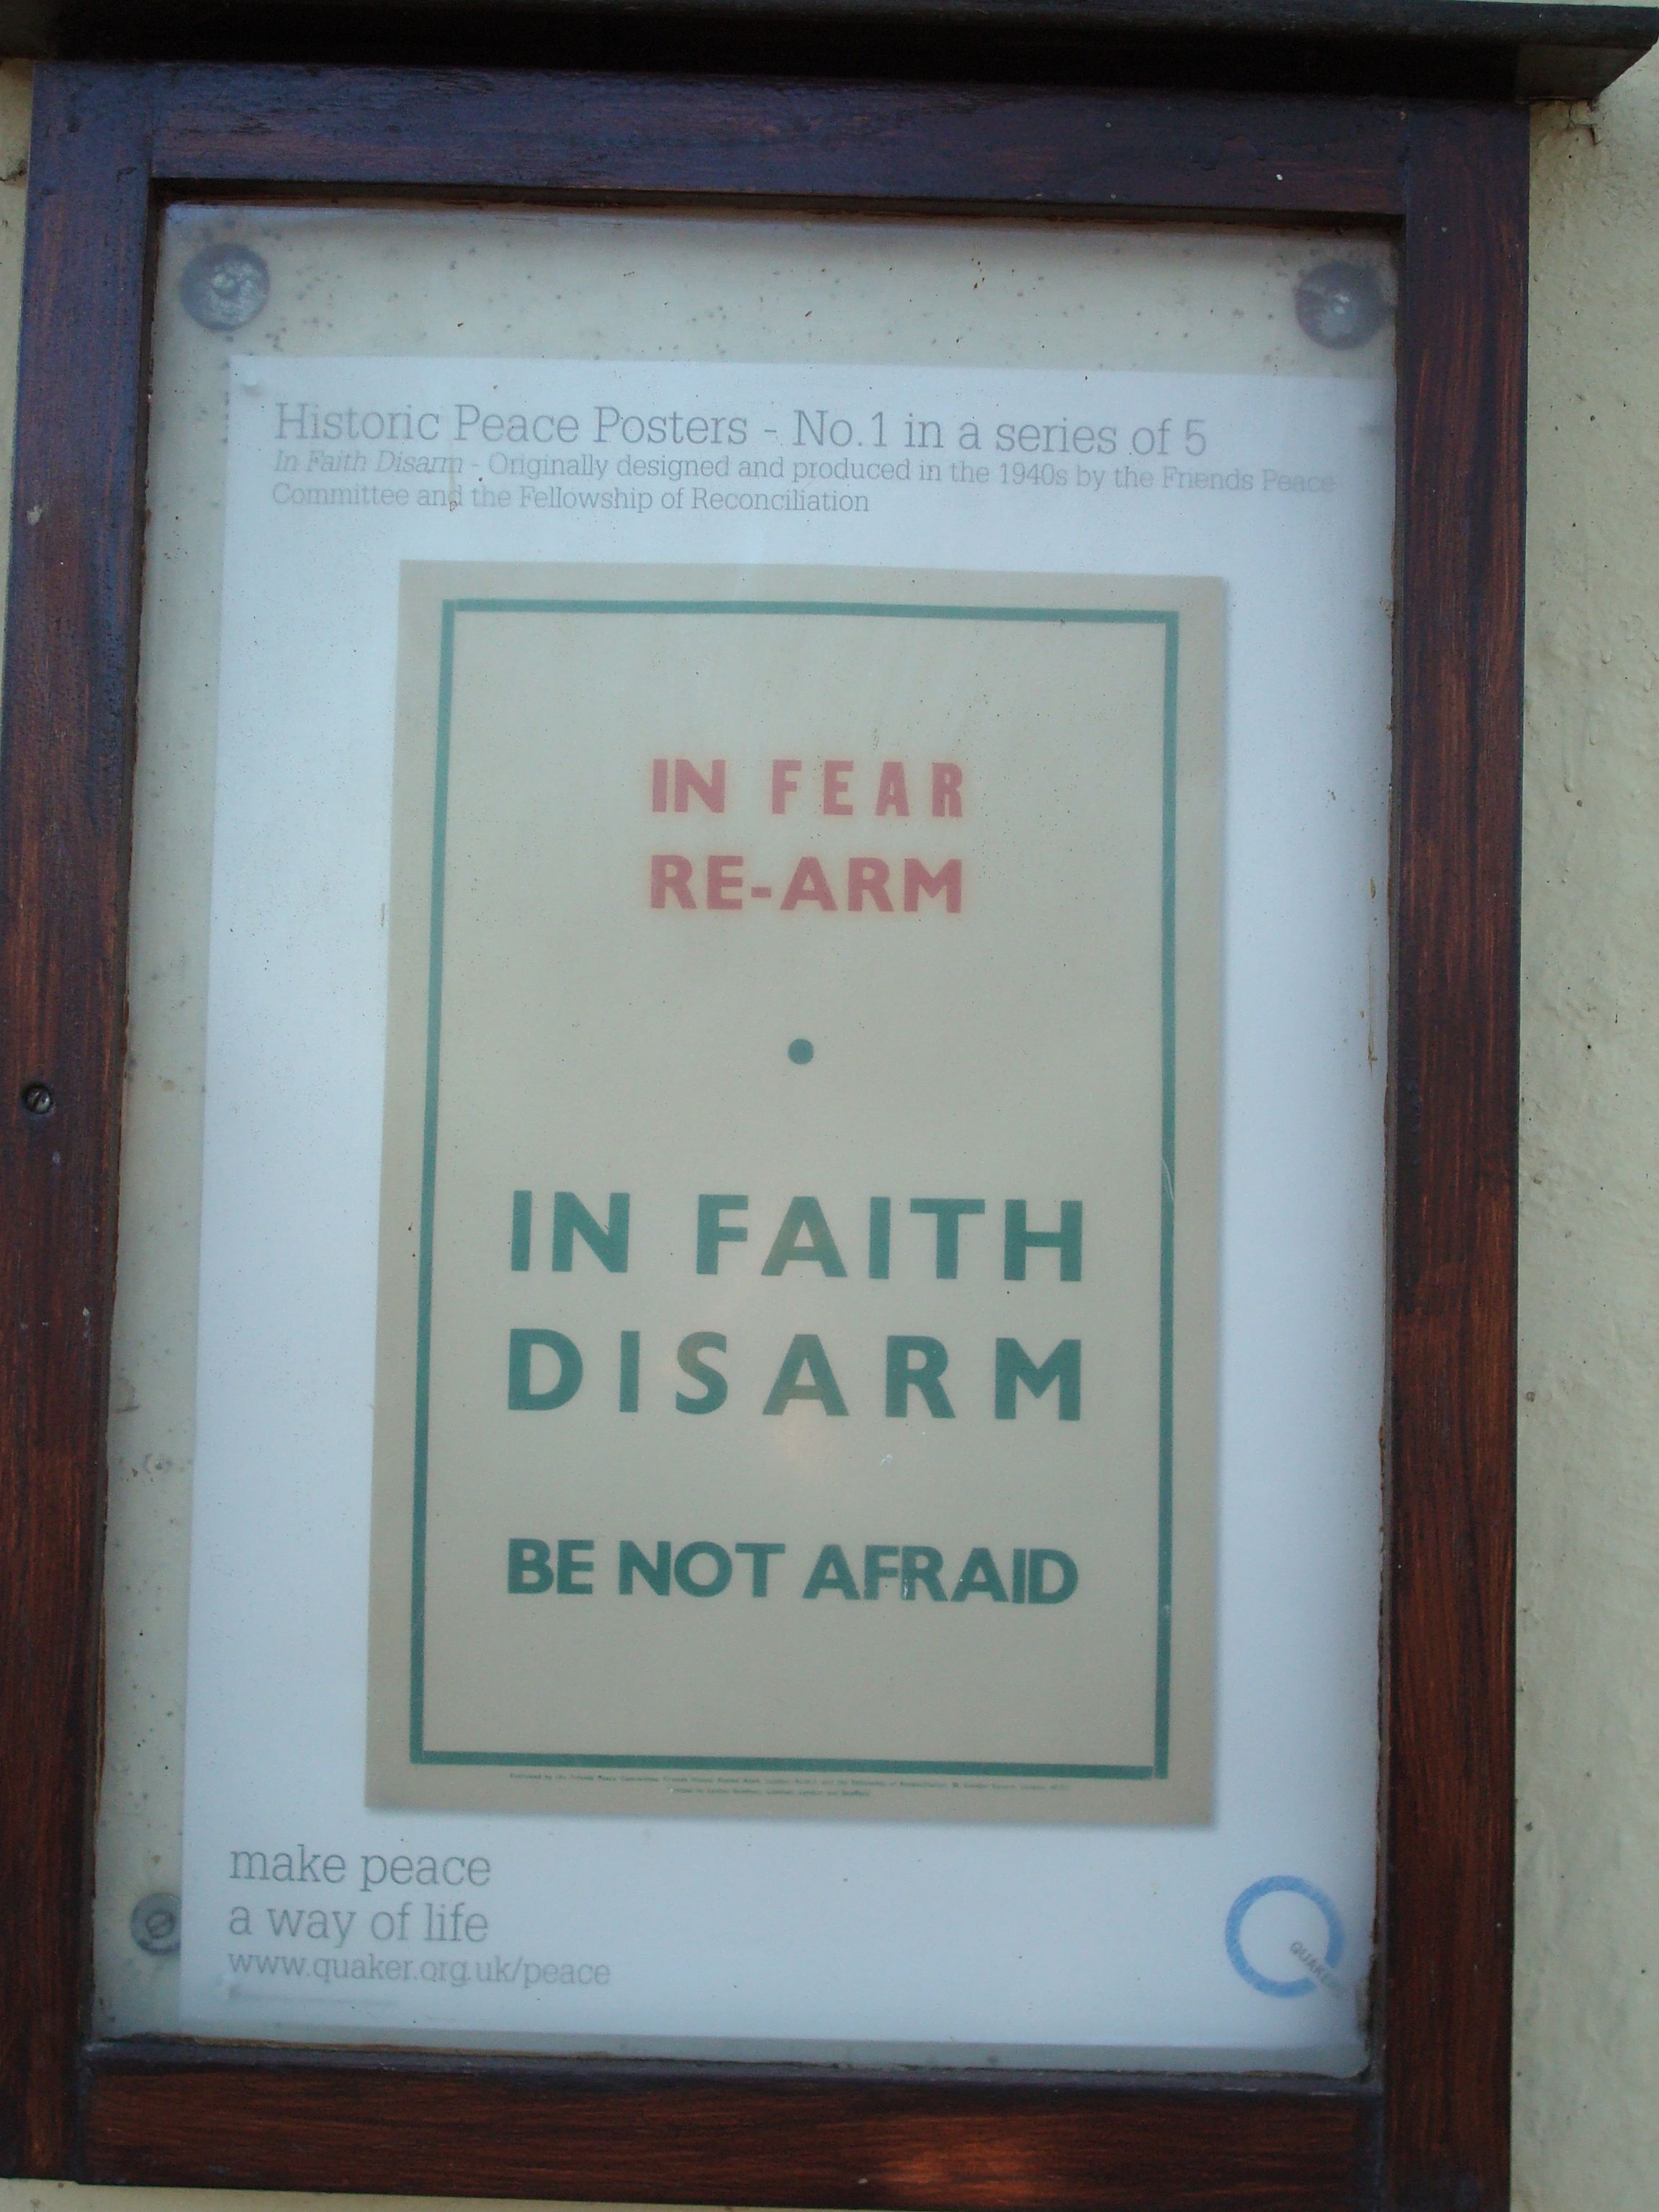 Historic Peace Posters - No.1 in a series of 5
In Faith Disarm - Originally designed and produced in the 1940s by the Friends Peace
Committee and the Fellowship of Reconciliation
IN FEAR
RE-ARM
•
IN FAITH
DISARM
BE NOT AFRAID
make peace
a way of life
www.quaker.org.uk/peace